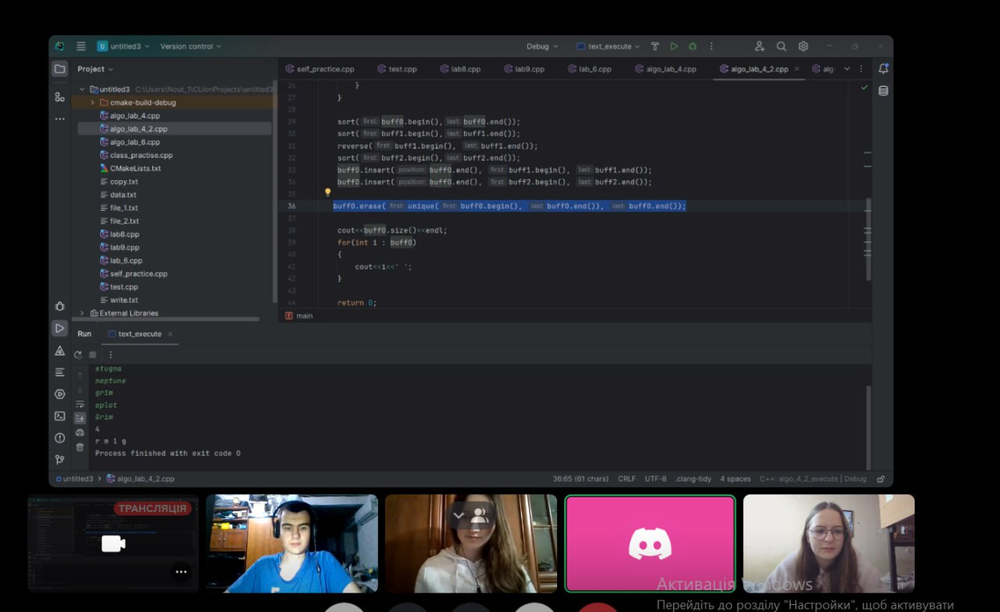 U untitled3 Version control Debug text_execute
Project
self_practice.cpp test.cpp lab8.cpp lab9.cpp lab_6.cpp algo_lab_4.cpp algo_lab_4_2.cpp alg
untitled3 C:\Users\Nout_1\CLionProjects\untitled3
cmake-build-debug
algo_lab_4.cpp
algo_lab_4_2.cpp
algo_lab_6.cpp
class_practise.cpp
CMakeLists.txt
copy.txt
data.txt
file_1.txt
file_2.txt
lab8.cpp
lab9.cpp
lab_6.cpp
self_practice.cpp
test.cpp
write.txt
External Libraries
26 }
27 }
28
29 sort( first: buff0.begin(), last: buff0.end());
30 sort( first: buff1.begin(), last: buff1.end());
31 reverse( first: buff1.begin(), last: buff1.end());
32 sort( first: buff2.begin(), last: buff2.end());
33 buff0.insert( position: buff0.end(), first: buff1.begin(), last: buff1.end());
34 buff0.insert( position: buff0.end(), first: buff2.begin(), last: buff2.end());
35
36 buff0.erase( first: unique( first: buff0.begin(), last: buff0.end()), last: buff0.end());
37
38 cout<<buff0.size()<<endl;
39 for(int i : buff0)
40 {
41 cout<<i<<' ';
42 }
43
44 return 0;
f main
Run text_execute
stugna
neptune
grim
oplot
Grim
4
r m i g
Process finished with exit code 0
untitled3 > algo_lab_4_2.cpp 36:65 (61 chars) CRLF UTF-8 .clang-tidy 4 spaces C++: algo_4_2_execute | Debug
ТРАНСЛЯЦІЯ
Активація Windows
Перейдіть до розділу "Настройки", щоб активувати